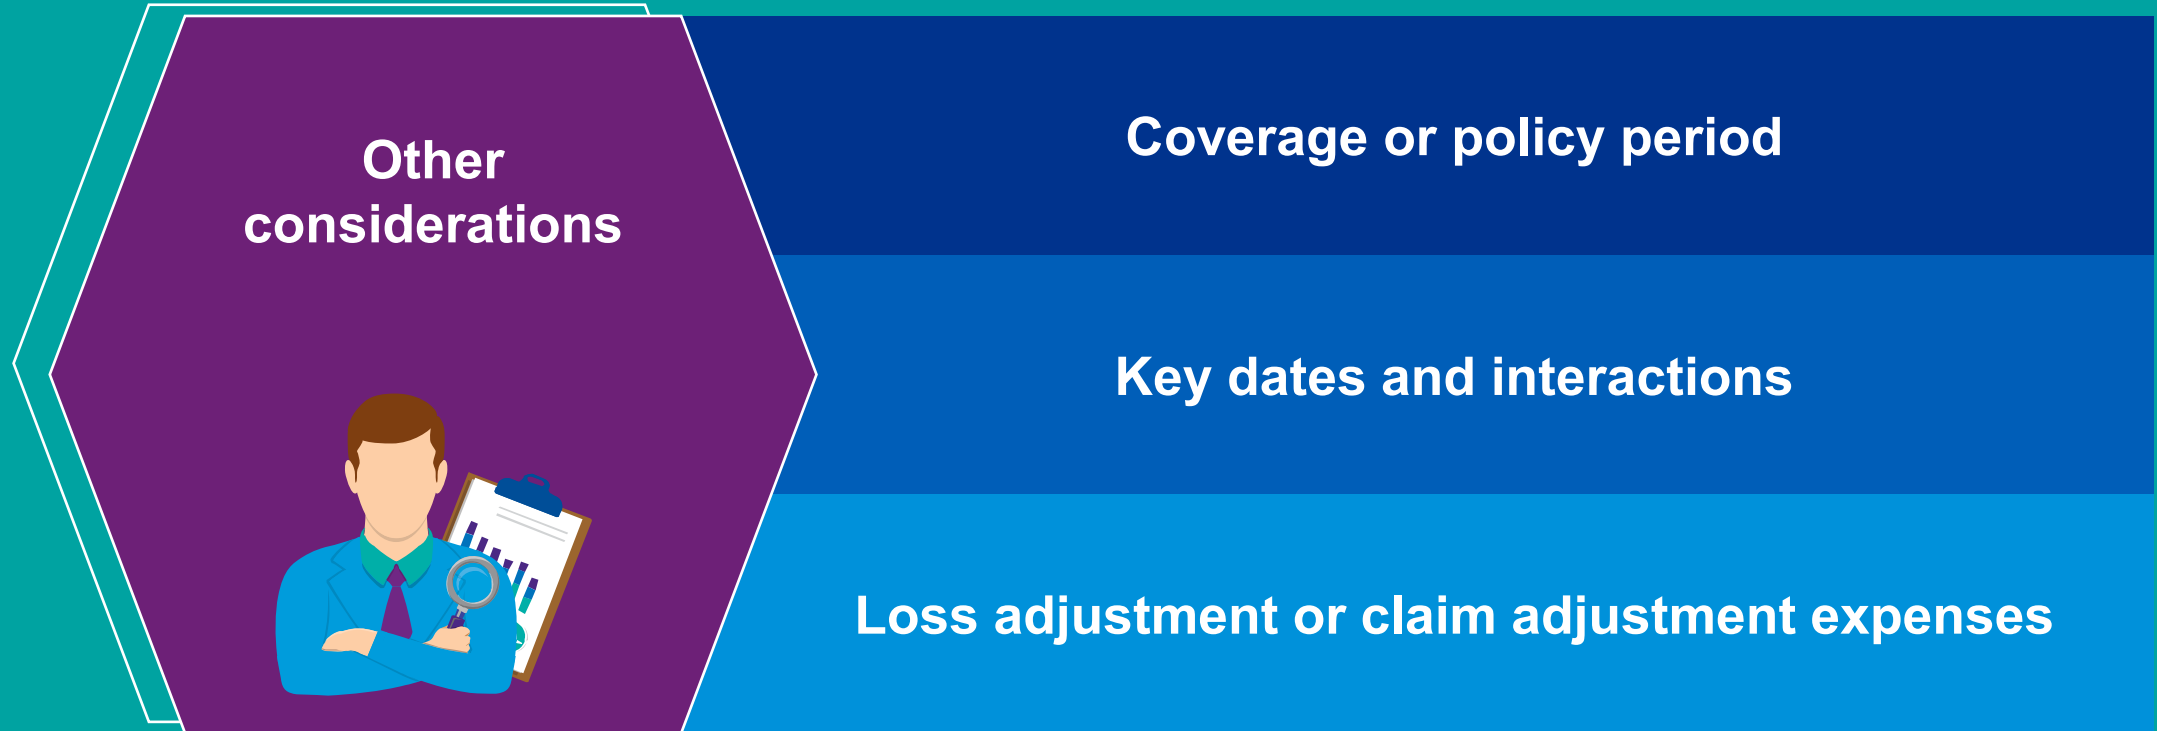 Other
considerations
Coverage or policy period
Key dates and interactions
Loss adjustment or claim adjustment expenses